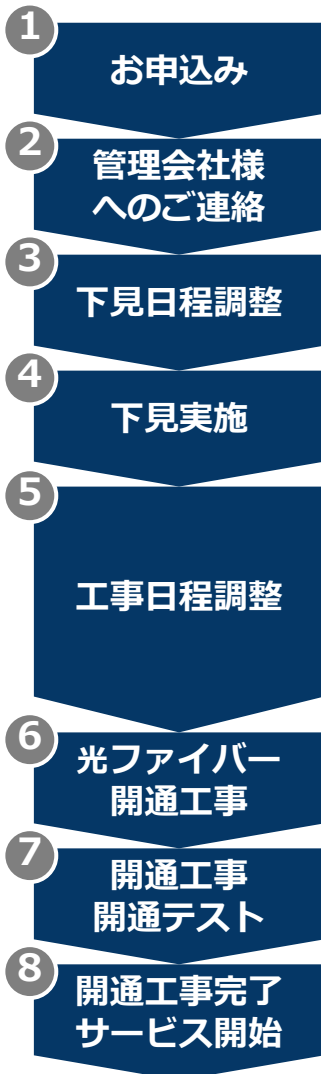 1
お申込み
2
管理会社様
へのご連絡
3
下見日程調整
4
下見実施
5
工事日程調整
6
光ファイバー
開通工事
7
開通工事
開通テスト
8
開通工事完了
サービス開始